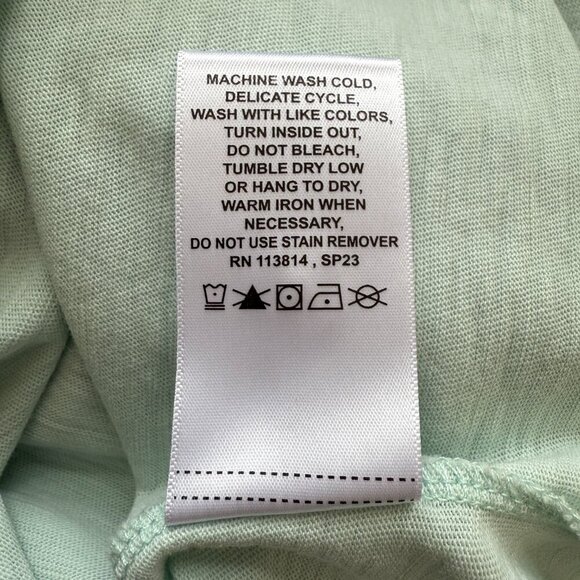 MACHINE WASH COLD,
DELICATE CYCLE,
WASH WITH LIKE COLORS,
TURN INSIDE OUT,
DO NOT BLEACH,
TUMBLE DRY LOW
OR HANG TO DRY,
WARM IRON WHEN
NECESSARY,
DO NOT USE STAIN REMOVER
RN 113814 , SP23